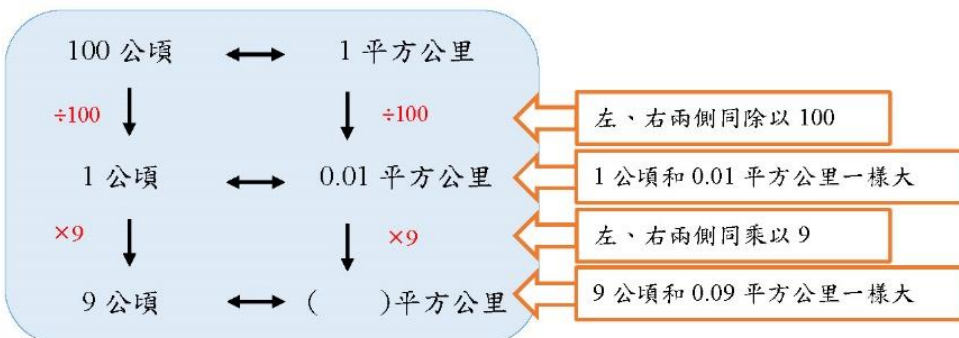 100 公頃 ↔ 1 平方公里
÷100 ÷100 左、右兩側同除以 100
1 公頃 ↔ 0.01 平方公里 1 公頃和 0.01 平方公里一樣大
×9 ×9 左、右兩側同乘以 9
9 公頃 ↔ ( )平方公里 9 公頃和 0.09 平方公里一樣大